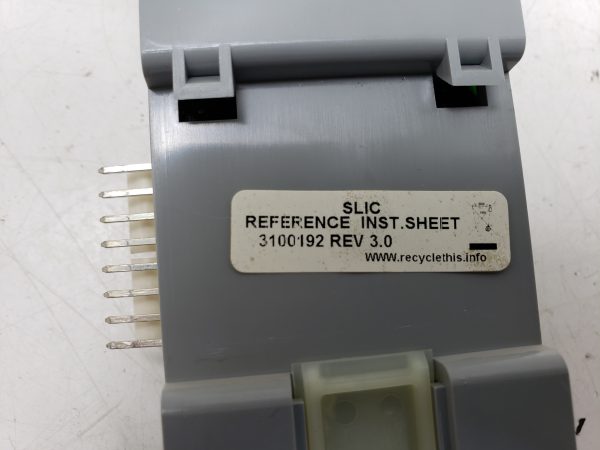 SLIC
REFERENCE INST.SHEET
3100192 REV 3.0
www.recyclethis.info